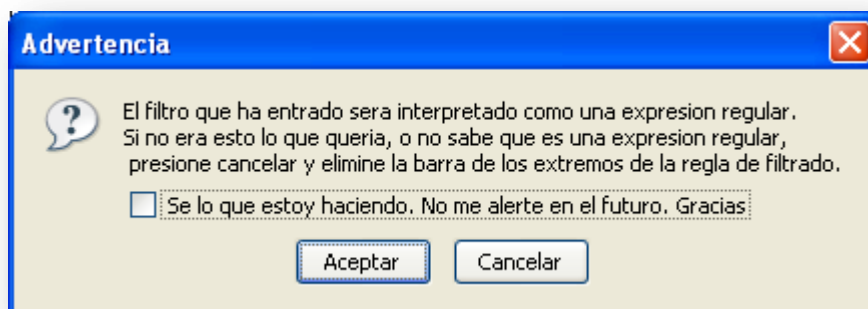 Advertencia
El filtro que ha entrado sera interpretado como una expresion regular.
Si no era esto lo que queria, o no sabe que es una expresion regular,
presione cancelar y elimine la barra de los extremos de la regla de filtrado.
Se lo que estoy haciendo. No me alerte en el futuro. Gracias
Aceptar Cancelar